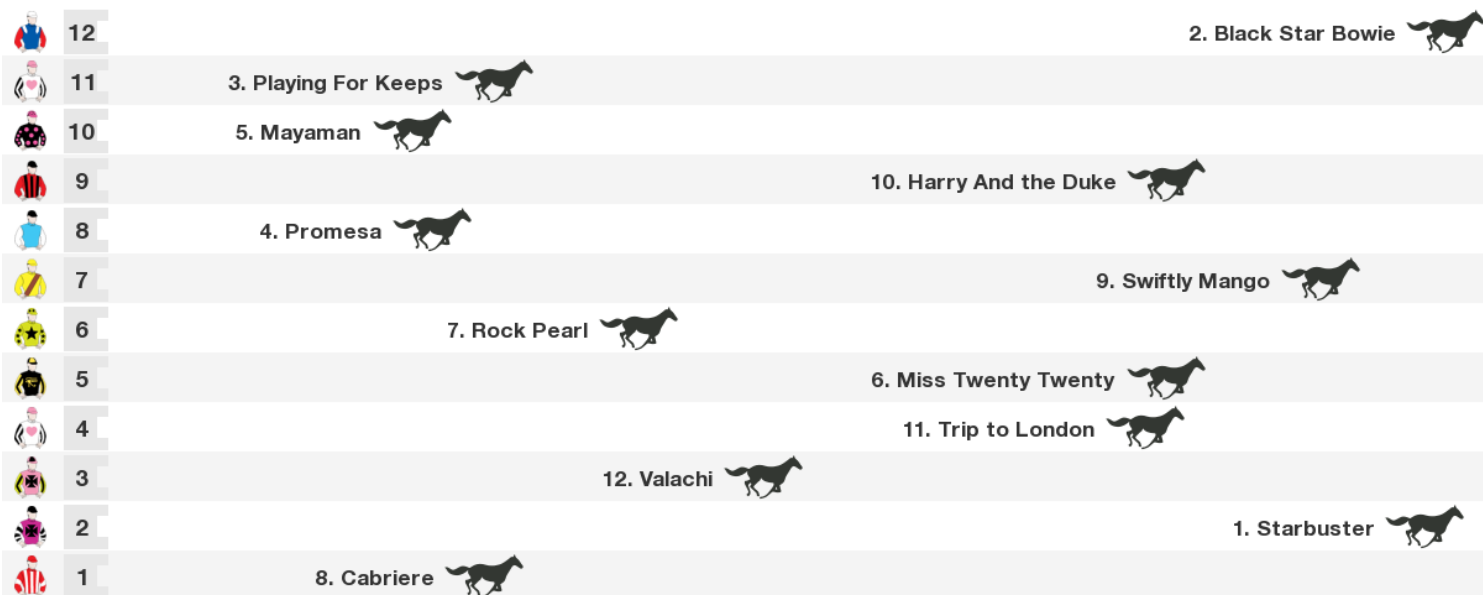 12 2. Black Star Bowie
11 3. Playing For Keeps
10 5. Mayaman
9 10. Harry And the Duke
8 4. Promesa
7 9. Swiftly Mango
6 7. Rock Pearl
5 6. Miss Twenty Twenty
4 11. Trip to London
3 12. Valachi
2 1. Starbuster
1 8. Cabriere